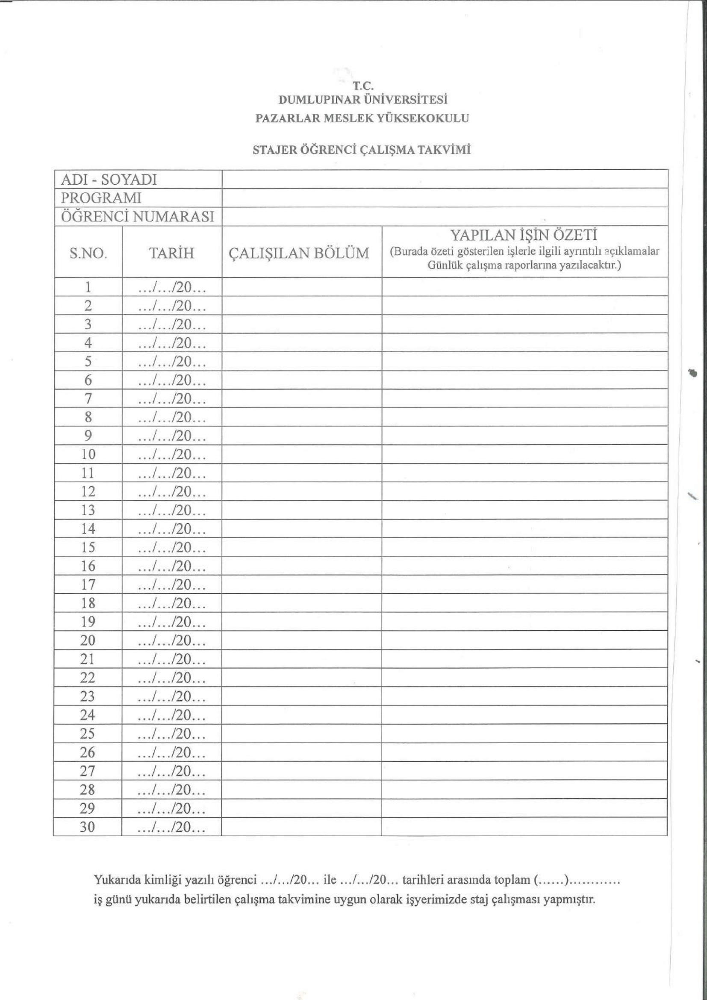 T.C.
DUMLUPINAR ÜNİVERSİTESİ
PAZARLAR MESLEK YÜKSEKOKULU
STAJER ÖĞRENCİ ÇALIŞMA TAKVİMİ
ADI - SOYADI
PROGRAMI
ÖĞRENCİ NUMARASI
S.NO. TARİH ÇALIŞILAN BÖLÜM YAPILAN İŞİN ÖZETİ
(Burada özeti gösterilen işlerle ilgili ayrıntılı açıklamalar
Günlük çalışma raporlarına yazılacaktır.)
1 .../.../20...
2 .../.../20...
3 .../.../20...
4 .../.../20...
5 .../.../20...
6 .../.../20...
7 .../.../20...
8 .../.../20...
9 .../.../20...
10 .../.../20...
11 .../.../20...
12 .../.../20...
13 .../.../20...
14 .../.../20...
15 .../.../20...
16 .../.../20...
17 .../.../20...
18 .../.../20...
19 .../.../20...
20 .../.../20...
21 .../.../20...
22 .../.../20...
23 .../.../20...
24 .../.../20...
25 .../.../20...
26 .../.../20...
27 .../.../20...
28 .../.../20...
29 .../.../20...
30 .../.../20...
Yukarıda kimliği yazılı öğrenci .../.../20... ile .../.../20... tarihleri arasında toplam (......)............
iş günü yukarıda belirtilen çalışma takvimine uygun olarak işyerimizde staj çalışması yapmıştır.